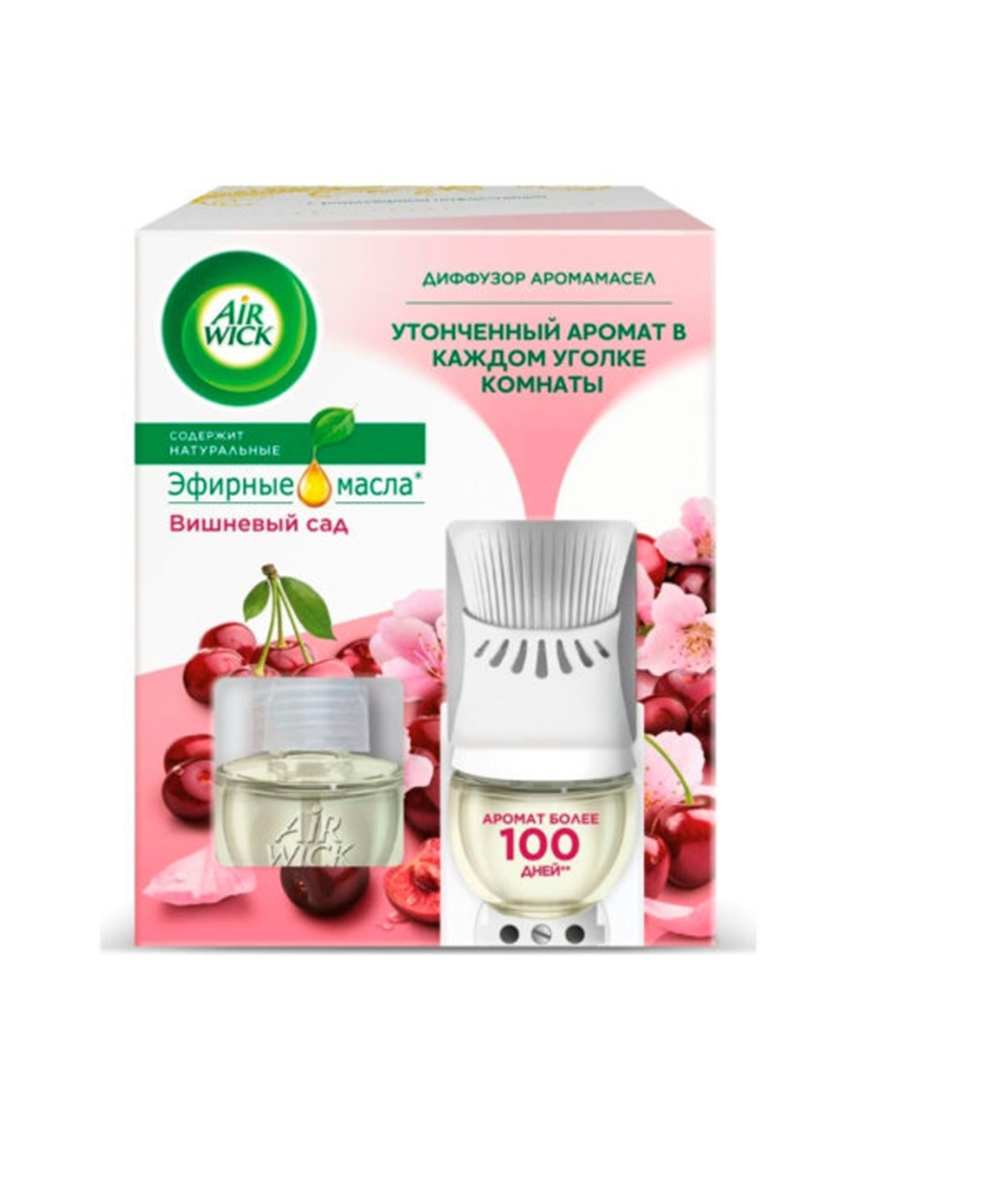 ДИФФУЗОР АРОМАМАСЕЛ
УТОНЧЕННЫЙ АРОМАТ В
КАЖДОМ УГОЛКЕ
КОМНАТЫ
AIR
WICK
СОДЕРЖИТ
НАТУРАЛЬНЫЕ
Эфирные масла*
Вишневый сад
AIR
WICK
АРОМАТ БОЛЕЕ
100
ДНЕЙ**